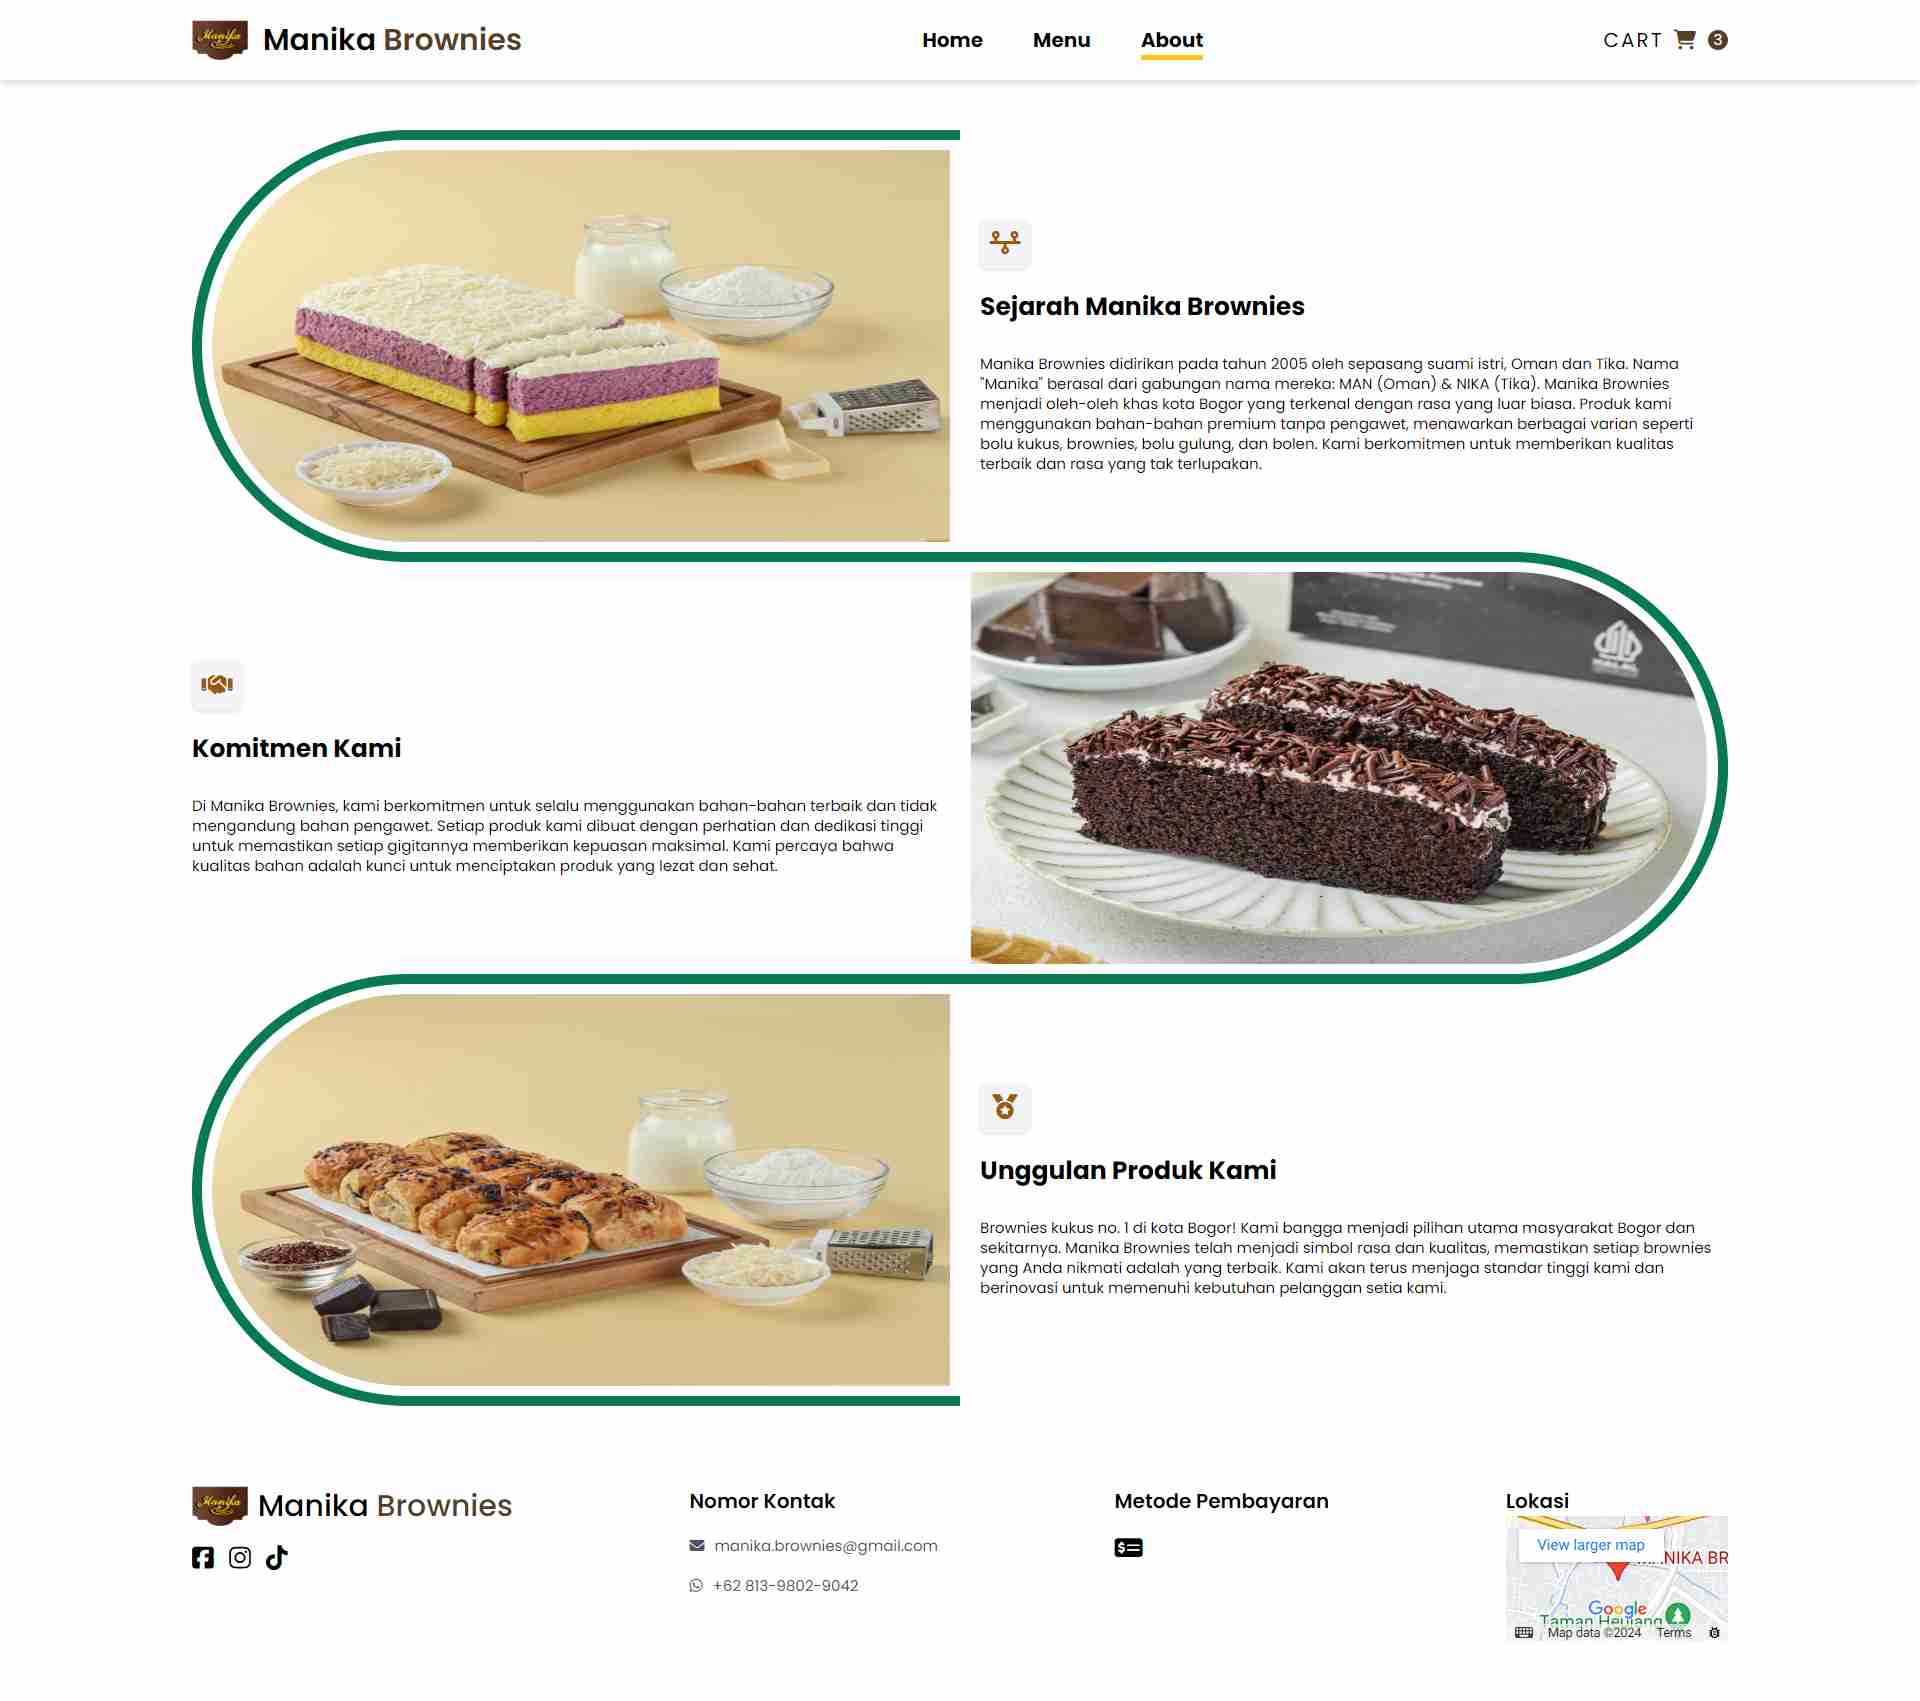 Manika
Manika Brownies
Home
Menu
About
CART
3
Sejarah Manika Brownies
Manika Brownies didirikan pada tahun 2005 oleh sepasang suami istri, Oman dan Tika. Nama
"Manika" berasal dari gabungan nama mereka: MAN (Oman) & NIKA (Tika). Manika Brownies
menjadi oleh-oleh khas kota Bogor yang terkenal dengan rasa yang luar biasa. Produk kami
menggunakan bahan-bahan premium tanpa pengawet, menawarkan berbagai varian seperti
bolu kukus, brownies, bolu gulung, dan bolen. Kami berkomitmen untuk memberikan kualitas
terbaik dan rasa yang tak terlupakan.
Komitmen Kami
Di Manika Brownies, kami berkomitmen untuk selalu menggunakan bahan-bahan terbaik dan tidak
mengandung bahan pengawet. Setiap produk kami dibuat dengan perhatian dan dedikasi tinggi
untuk memastikan setiap gigitannya memberikan kepuasan maksimal. Kami percaya bahwa
kualitas bahan adalah kunci untuk menciptakan produk yang lezat dan sehat.
Unggulan Produk Kami
Brownies kukus no. 1 di kota Bogor! Kami bangga menjadi pilihan utama masyarakat Bogor dan
sekitarnya. Manika Brownies telah menjadi simbol rasa dan kualitas, memastikan setiap brownies
yang Anda nikmati adalah yang terbaik. Kami akan terus menjaga standar tinggi kami dan
berinovasi untuk memenuhi kebutuhan pelanggan setia kami.
Manika
Manika Brownies
Nomor Kontak
manika.brownies@gmail.com
+62 813-9802-9042
Metode Pembayaran
Lokasi
View larger map
MANIKA BR
Google
Taman Heulang
Map data ©2024
Terms